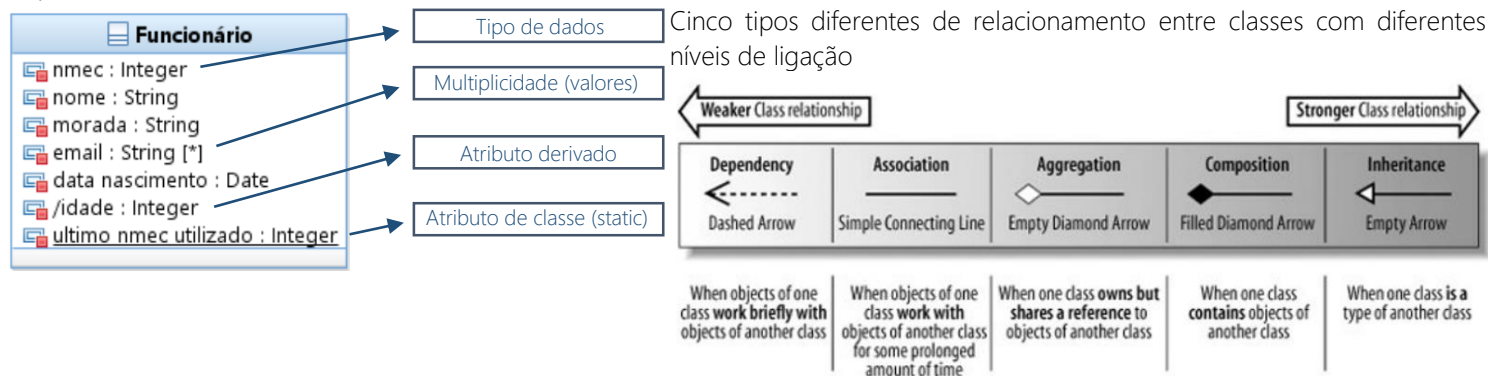 Funcionário
nmec : Integer
nome : String
morada : String
email : String [*]
data nascimento : Date
/idade : Integer
ultimo nmec utilizado : Integer
Tipo de dados
Multiplicidade (valores)
Atributo derivado
Atributo de classe (static)
Cinco tipos diferentes de relacionamento entre classes com diferentes
níveis de ligação
Weaker Class relationship
Stronger Class relationship
Dependency
Dashed Arrow
Association
Simple Connecting Line
Aggregation
Empty Diamond Arrow
Composition
Filled Diamond Arrow
Inheritance
Empty Arrow
When objects of one
class work briefly with
objects of another class
When objects of one
class work with
objects of another class
for some prolonged
amount of time
When one class owns but
shares a reference to
objects of another class
When one class
contains objects of
another class
When one class is a
type of another class